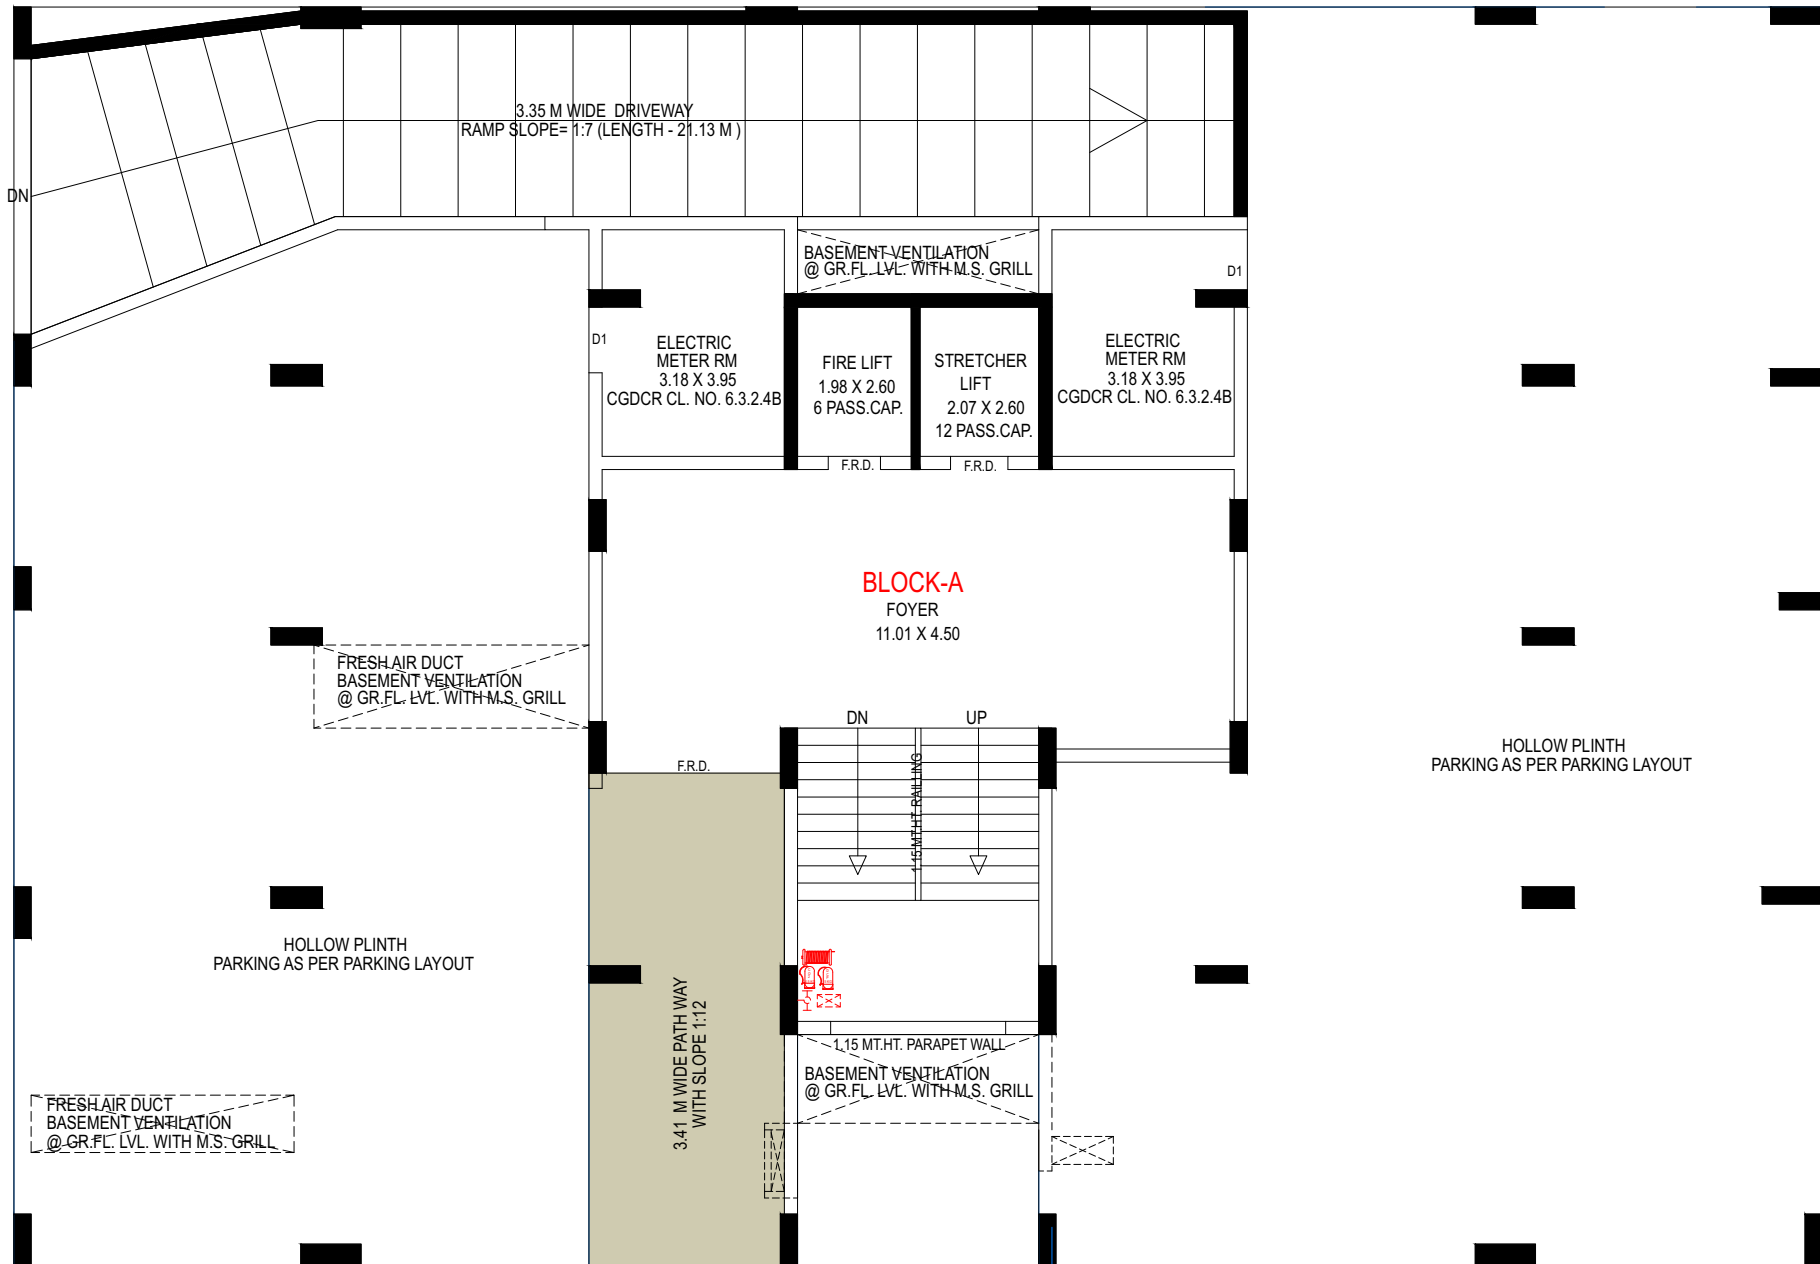 3.35 M WIDE DRIVEWAY
RAMP SLOPE= 1:7 (LENGTH - 21.13 M )
DN
BASEMENT VENTILATION
@ GR.FL. LVL. WITH M.S. GRILL
D1
D1
ELECTRIC
METER RM
3.18 X 3.95
CGDCR CL. NO. 6.3.2.4B
FIRE LIFT
1.98 X 2.60
6 PASS.CAP.
STRETCHER
LIFT
2.07 X 2.60
12 PASS.CAP.
ELECTRIC
METER RM
3.18 X 3.95
CGDCR CL. NO. 6.3.2.4B
F.R.D.
F.R.D.
BLOCK-A
FOYER
11.01 X 4.50
FRESH AIR DUCT
BASEMENT VENTILATION
@ GR.FL. LVL. WITH M.S. GRILL
DN
UP
F.R.D.
1.15 MT.HT. RAILLING
HOLLOW PLINTH
PARKING AS PER PARKING LAYOUT
HOLLOW PLINTH
PARKING AS PER PARKING LAYOUT
3.41 M WIDE PATH WAY
WITH SLOPE 1:12
1.15 MT.HT. PARAPET WALL
BASEMENT VENTILATION
@ GR.FL. LVL. WITH M.S. GRILL
FRESH AIR DUCT
BASEMENT VENTILATION
@ GR.FL. LVL. WITH M.S. GRILL